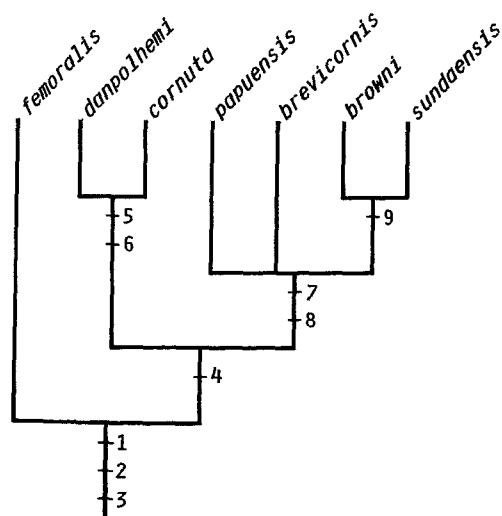 femoralis
danpolhemi
cornuta
papuensis
brevicornis
browni
sundaensis
5
6
9
7
8
4
1
2
3